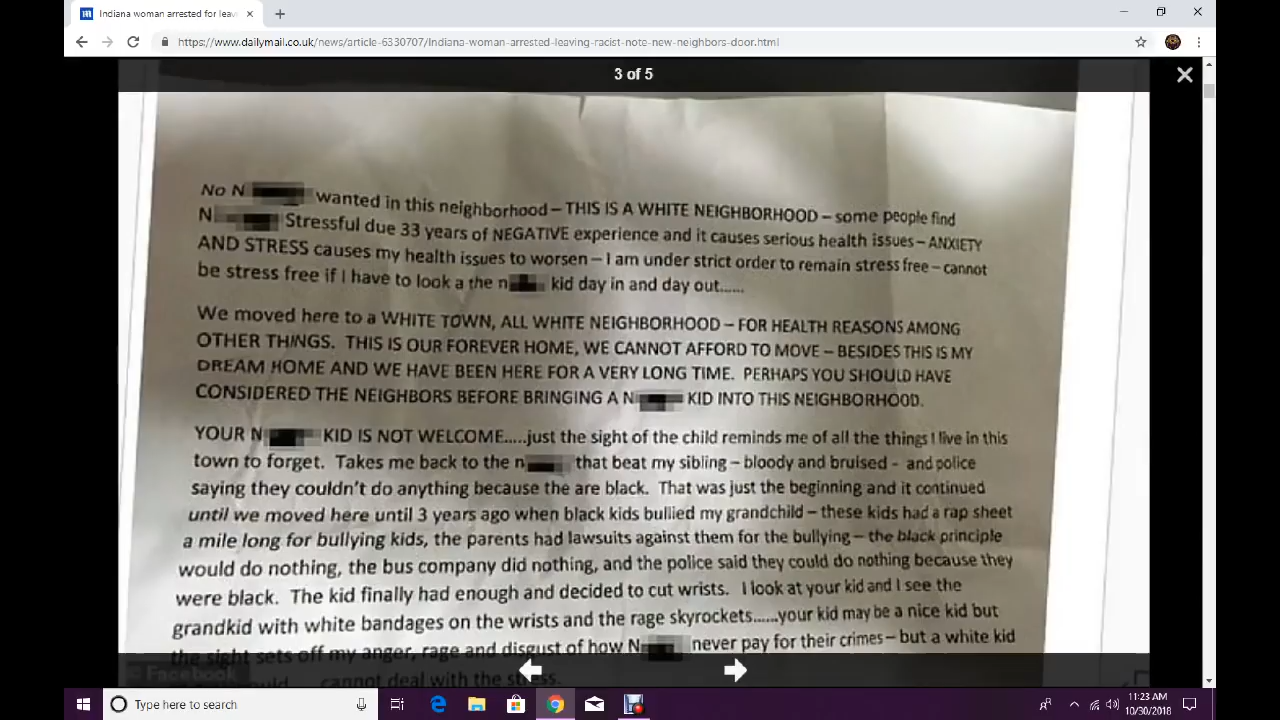 Indiana woman arrested for leav
https://www.dailymail.co.uk/news/article-6330707/Indiana-woman-arrested-leaving-racist-note-new-neighbors-door.html
3 of 5
No N wanted in this neighborhood – THIS IS A WHITE NEIGHBORHOOD – some people find
N Stressful due 33 years of NEGATIVE experience and it causes serious health issues – ANXIETY
AND STRESS causes my health issues to worsen – I am under strict order to remain stress free – cannot
be stress free if I have to look a the n kid day in and day out......
We moved here to a WHITE TOWN, ALL WHITE NEIGHBORHOOD – FOR HEALTH REASONS AMONG
OTHER THINGS. THIS IS OUR FOREVER HOME, WE CANNOT AFFORD TO MOVE – BESIDES THIS IS MY
DREAM HOME AND WE HAVE BEEN HERE FOR A VERY LONG TIME. PERHAPS YOU SHOULD HAVE
CONSIDERED THE NEIGHBORS BEFORE BRINGING A N KID INTO THIS NEIGHBORHOOD.
YOUR N KID IS NOT WELCOME.....just the sight of the child reminds me of all the things I live in this
town to forget. Takes me back to the n that beat my sibling – bloody and bruised - and police
saying they couldn't do anything because the are black. That was just the beginning and it continued
until we moved here until 3 years ago when black kids bullied my grandchild – these kids had a rap sheet
a mile long for bullying kids, the parents had lawsuits against them for the bullying – the black principle
would do nothing, the bus company did nothing, and the police said they could do nothing because they
were black. The kid finally had enough and decided to cut wrists. I look at your kid and I see the
grandkid with white bandages on the wrists and the rage skyrockets......your kid may be a nice kid but
the sight sets off my anger, rage and disgust of how N never pay for their crimes – but a white kid
cannot deal with the stress.
© Facebook
Type here to search
11:23 AM
10/30/2018